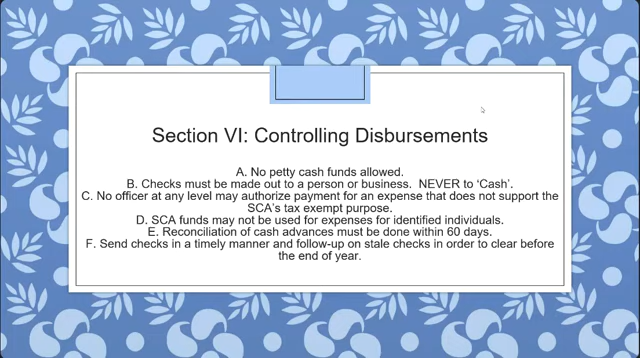 Section VI: Controlling Disbursements
A. No petty cash funds allowed.
B. Checks must be made out to a person or business.  NEVER to ‘Cash’.
C. No officer at any level may authorize payment for an expense that does not support the
SCA’s tax exempt purpose.
D. SCA funds may not be used for expenses for identified individuals.
E. Reconciliation of cash advances must be done within 60 days.
F. Send checks in a timely manner and follow-up on stale checks in order to clear before
the end of year.